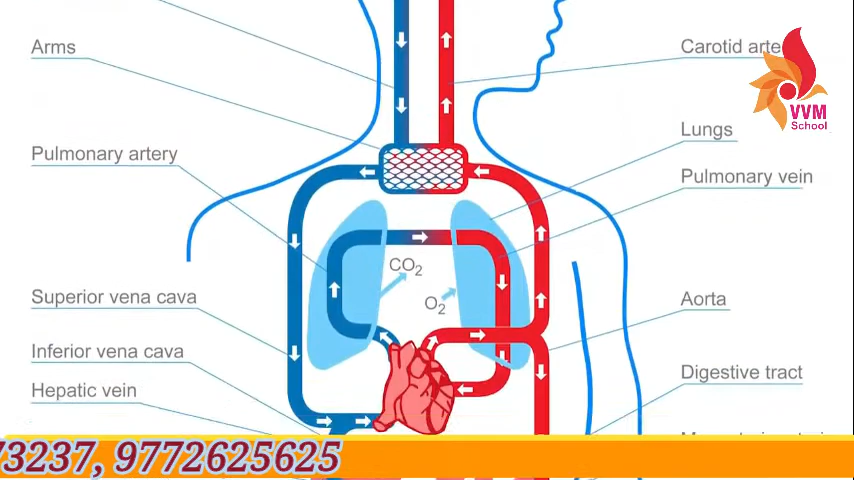 Arms
Pulmonary artery
Superior vena cava
Inferior vena cava
Hepatic vein
CO2
O2
Carotid
VVM
School
Lungs
Pulmonary vein
Aorta
Digestive tract
73237, 9772625625